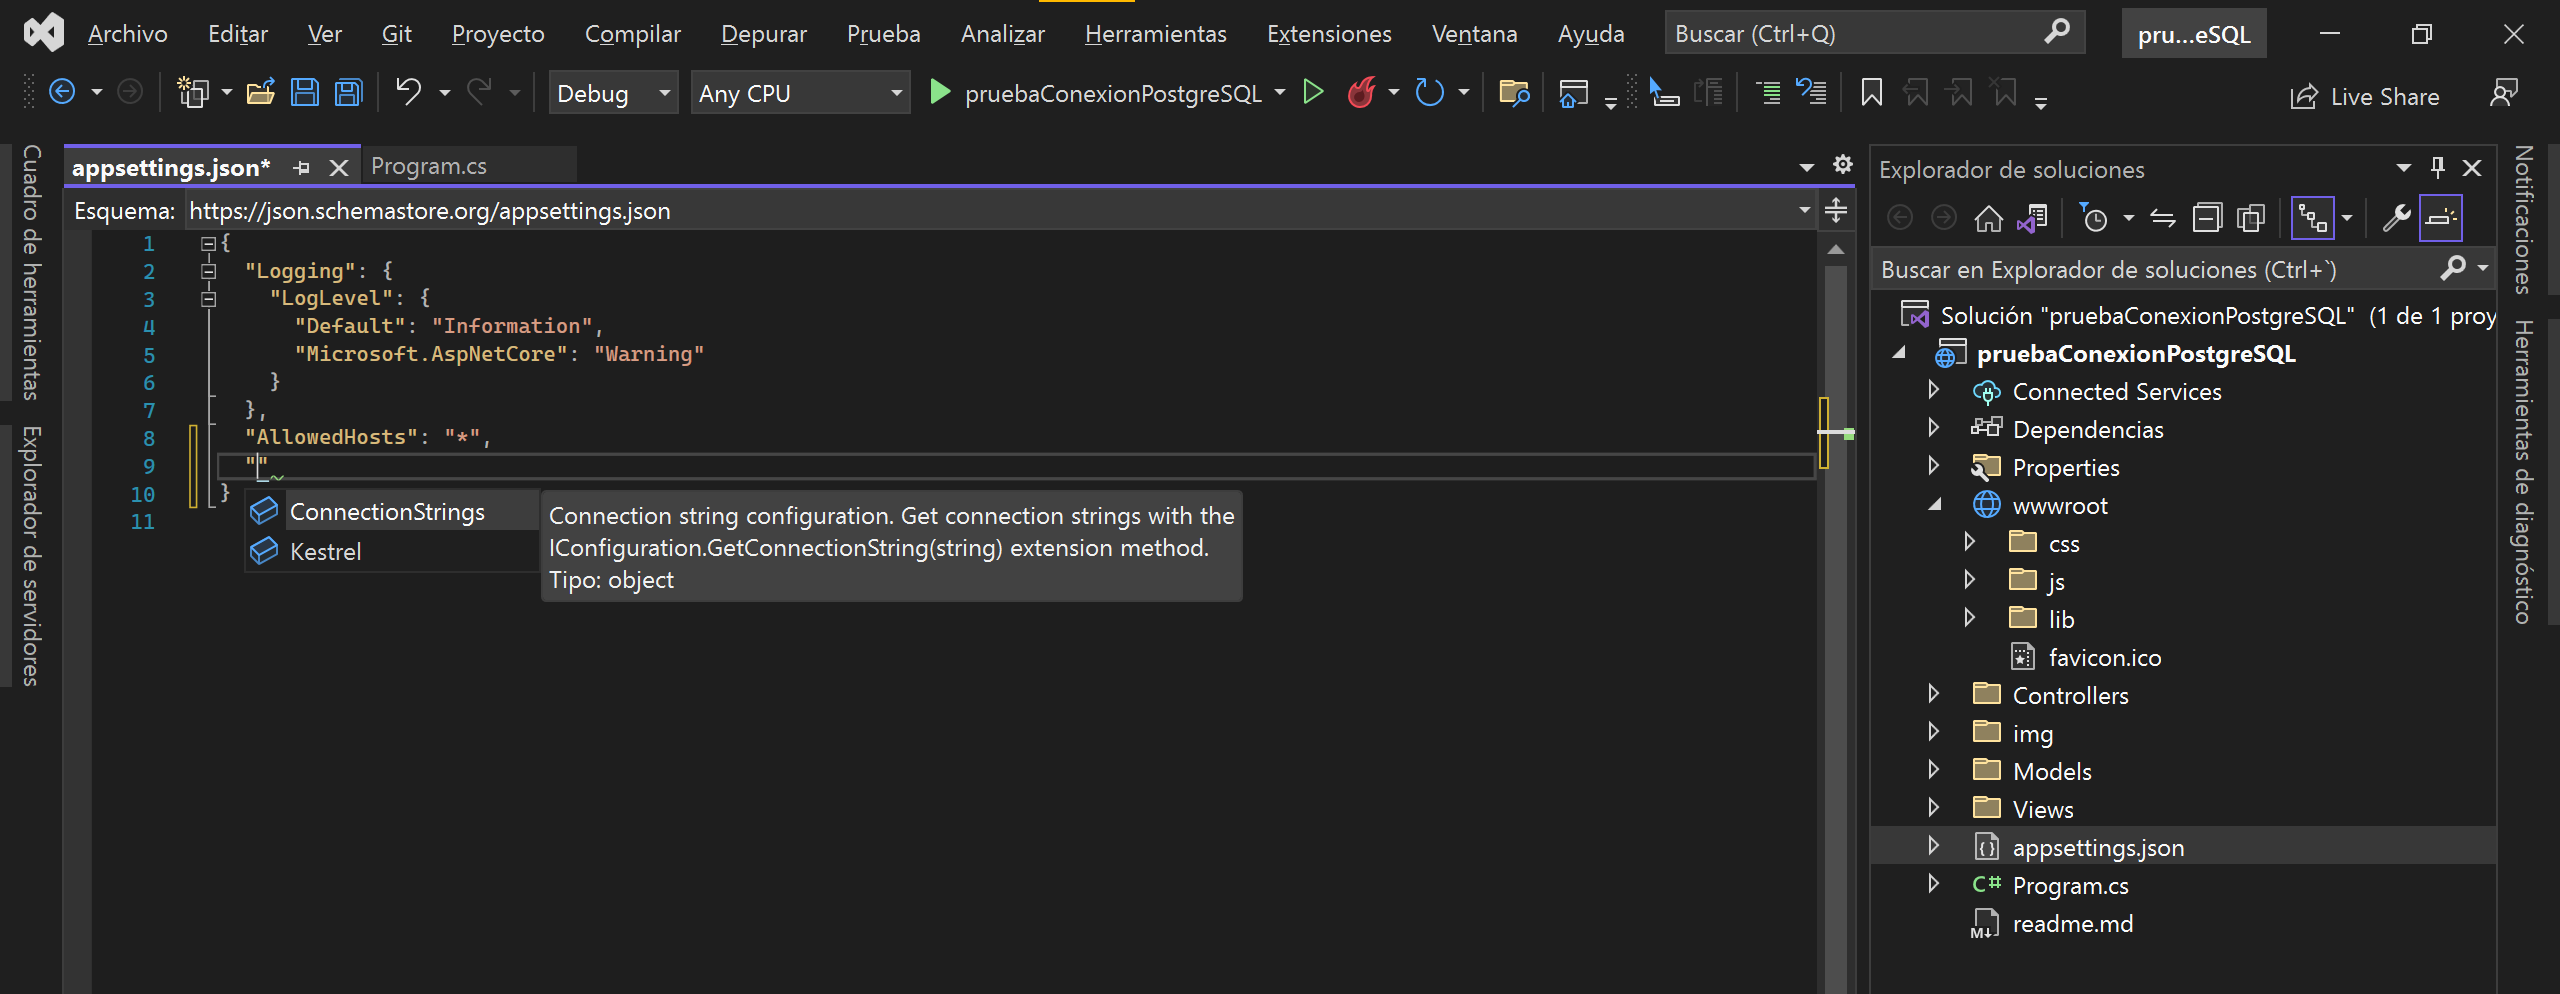 Archivo Editar Ver Git Proyecto Compilar Depurar Prueba Analizar Herramientas Extensiones Ventana Ayuda Buscar (Ctrl+Q) pru...eSQL
Debug Any CPU pruebaConexionPostgreSQL Live Share
Cuadro de herramientas
Explorador de servidores
appsettings.json* Program.cs
Esquema: https://json.schemastore.org/appsettings.json
1 {
2 "Logging": {
3 "LogLevel": {
4 "Default": "Information",
5 "Microsoft.AspNetCore": "Warning"
6 }
7 },
8 "AllowedHosts": "*",
9 ""
10 }
11
ConnectionStrings
Kestrel
Connection string configuration. Get connection strings with the
IConfiguration.GetConnectionString(string) extension method.
Tipo: object
Explorador de soluciones
Buscar en Explorador de soluciones (Ctrl+`)
Solución "pruebaConexionPostgreSQL" (1 de 1 proy
pruebaConexionPostgreSQL
Connected Services
Dependencias
Properties
wwwroot
css
js
lib
favicon.ico
Controllers
img
Models
Views
appsettings.json
C# Program.cs
readme.md
Notificaciones
Herramientas de diagnóstico